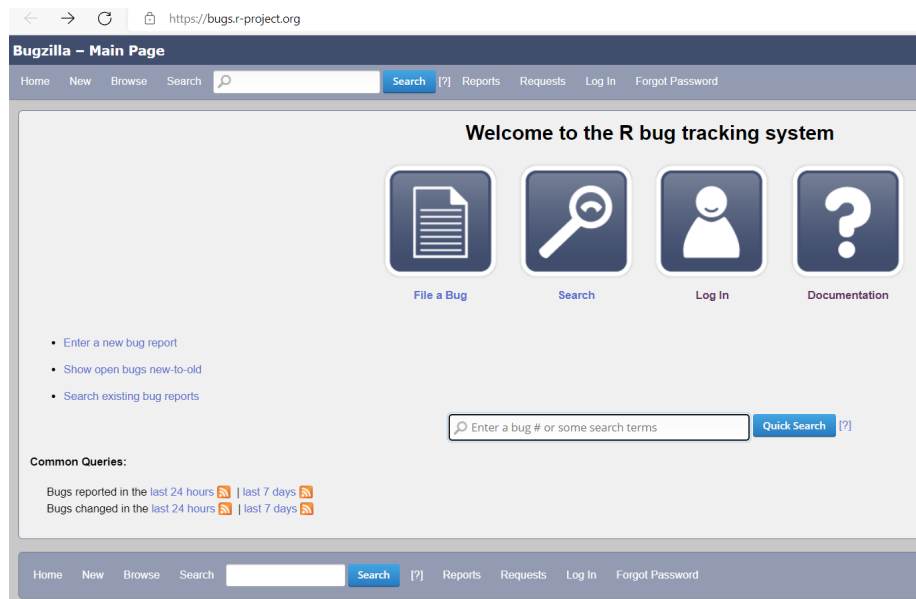 https://bugs.r-project.org
Bugzilla – Main Page
Home New Browse Search Search [?] Reports Requests Log In Forgot Password
Welcome to the R bug tracking system
File a Bug Search Log In Documentation
• Enter a new bug report
• Show open bugs new-to-old
• Search existing bug reports
Enter a bug # or some search terms Quick Search [?]
Common Queries:
Bugs reported in the last 24 hours | last 7 days
Bugs changed in the last 24 hours | last 7 days
Home New Browse Search Search [?] Reports Requests Log In Forgot Password